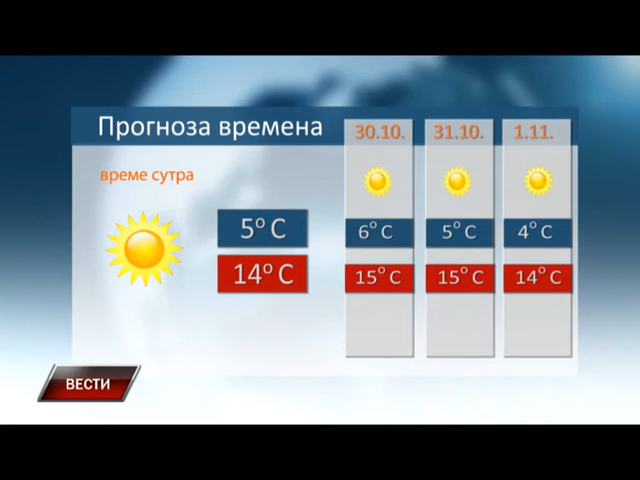 Прогноза времена
време сутра
5° C
14° C
30.10.
6° C
15° C
31.10.
5° C
15° C
1.11.
4° C
14° C
ВЕСТИ